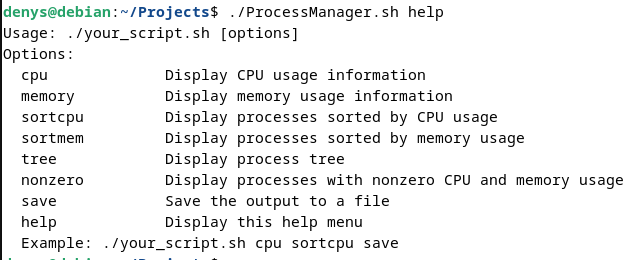 denys@debian:~/Projects$ ./ProcessManager.sh help
Usage: ./your_script.sh [options]
Options:
  cpu             Display CPU usage information
  memory          Display memory usage information
  sortcpu         Display processes sorted by CPU usage
  sortmem         Display processes sorted by memory usage
  tree            Display process tree
  nonzero         Display processes with nonzero CPU and memory usage
  save            Save the output to a file
  help            Display this help menu
  Example: ./your_script.sh cpu sortcpu save